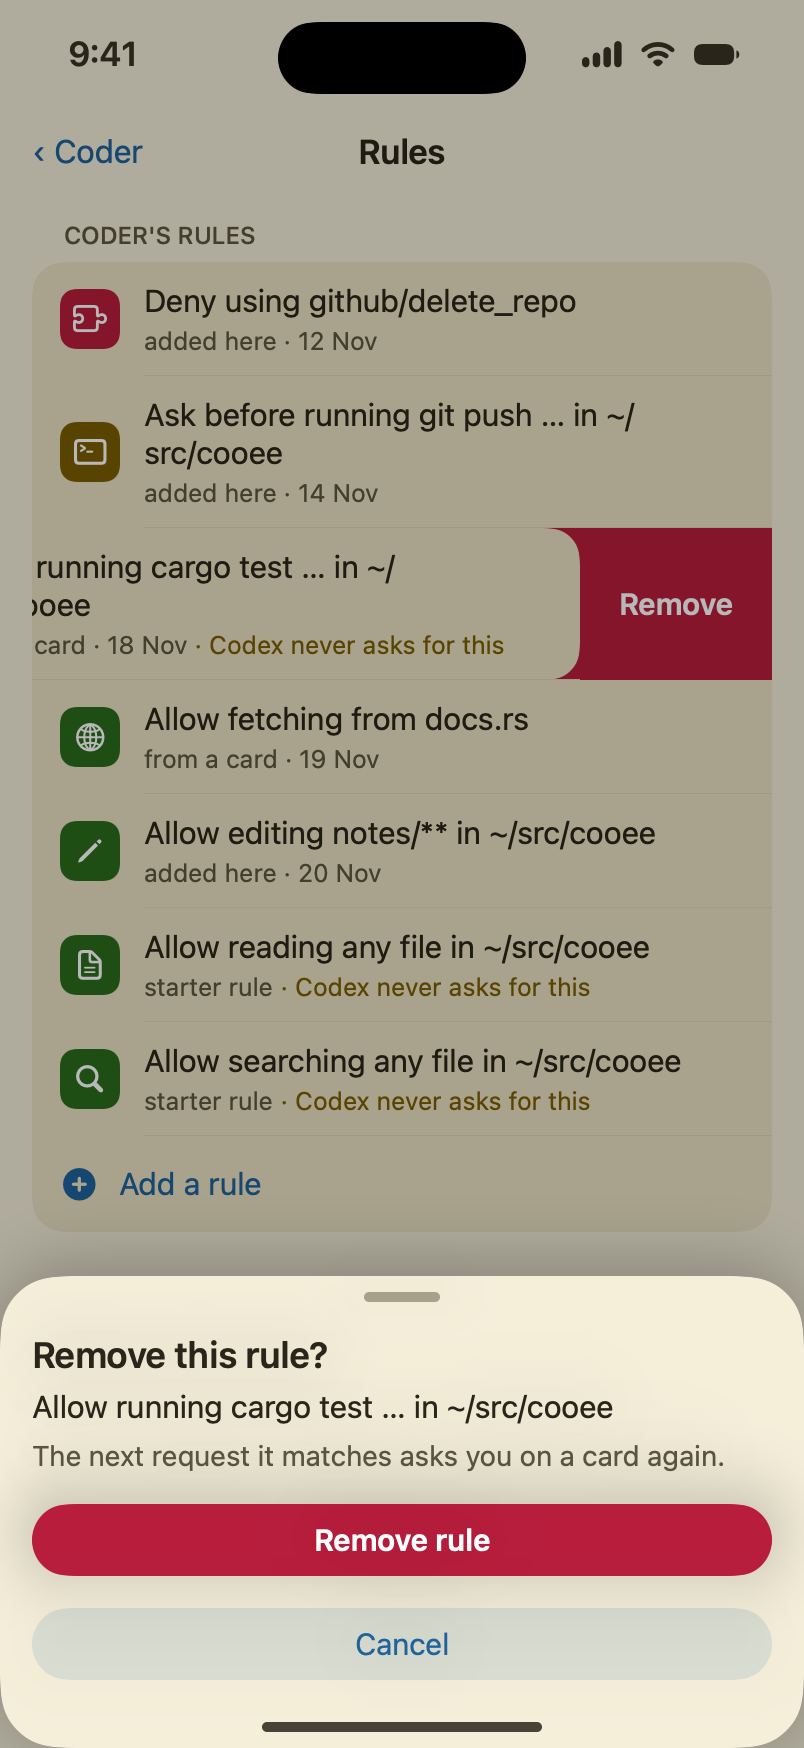 9:41
‹ Coder
Rules
CODER'S RULES
Deny using github/delete_repo
added here · 12 Nov
Ask before running git push ... in ~/
src/cooee
added here · 14 Nov
running cargo test ... in ~/
ooee
card · 18 Nov · Codex never asks for this
Remove
Allow fetching from docs.rs
from a card · 19 Nov
Allow editing notes/** in ~/src/cooee
added here · 20 Nov
Allow reading any file in ~/src/cooee
starter rule · Codex never asks for this
Allow searching any file in ~/src/cooee
starter rule · Codex never asks for this
Add a rule
Remove this rule?
Allow running cargo test ... in ~/src/cooee
The next request it matches asks you on a card again.
Remove rule
Cancel